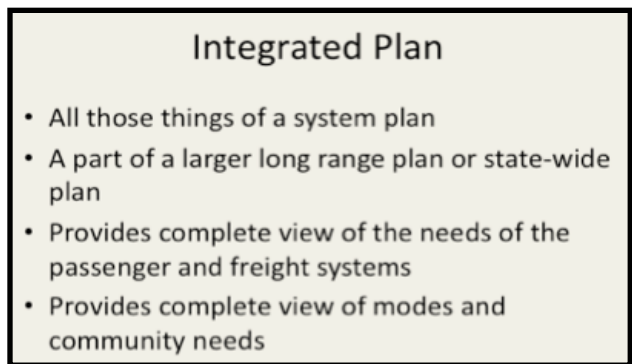 Integrated Plan
• All those things of a system plan
• A part of a larger long range plan or state-wide
plan
• Provides complete view of the needs of the
passenger and freight systems
• Provides complete view of modes and
community needs